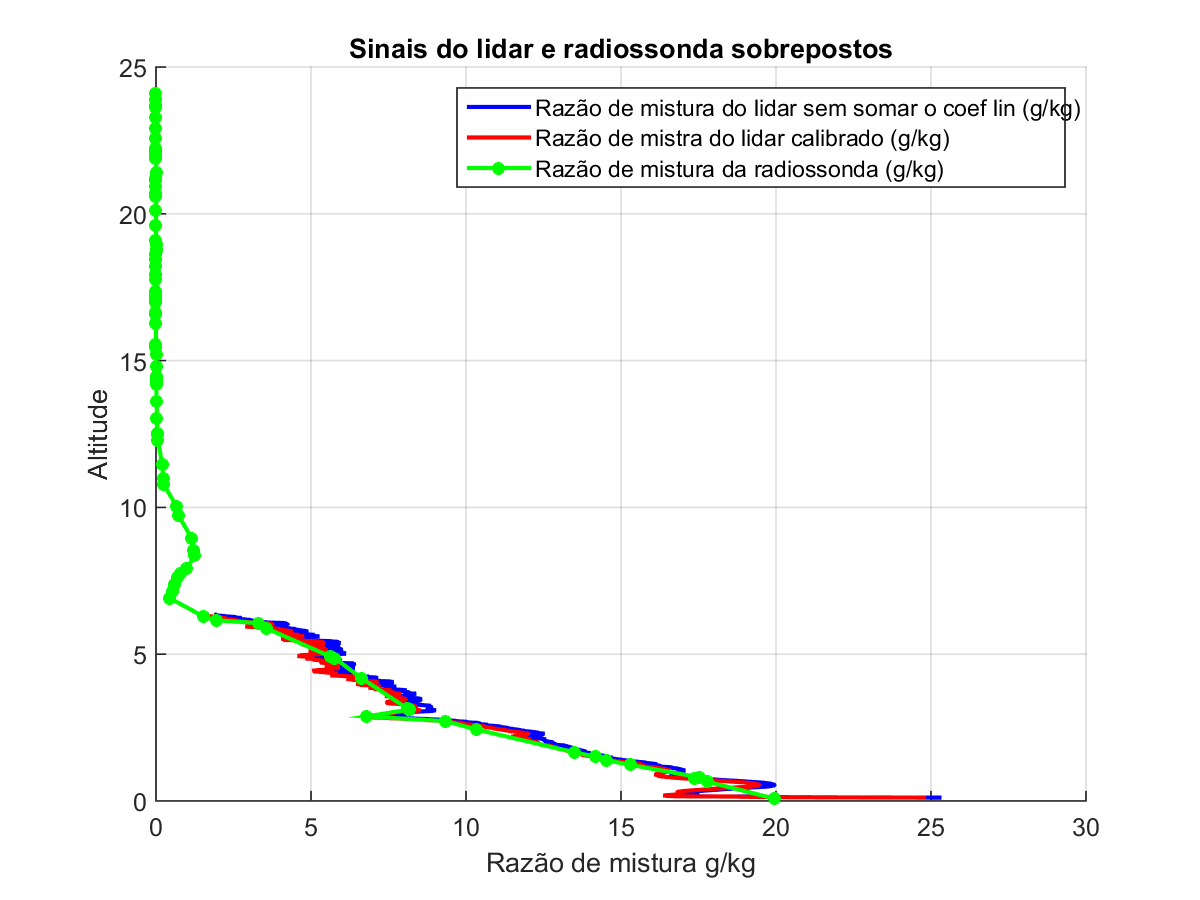 Sinais do lidar e radiossonda sobrepostos
25
20
15
10
5
0
Altitude
Razão de mistura do lidar sem somar o coef lin (g/kg)
Razão de mistra do lidar calibrado (g/kg)
Razão de mistura da radiossonda (g/kg)
0 5 10 15 20 25 30
Razão de mistura g/kg